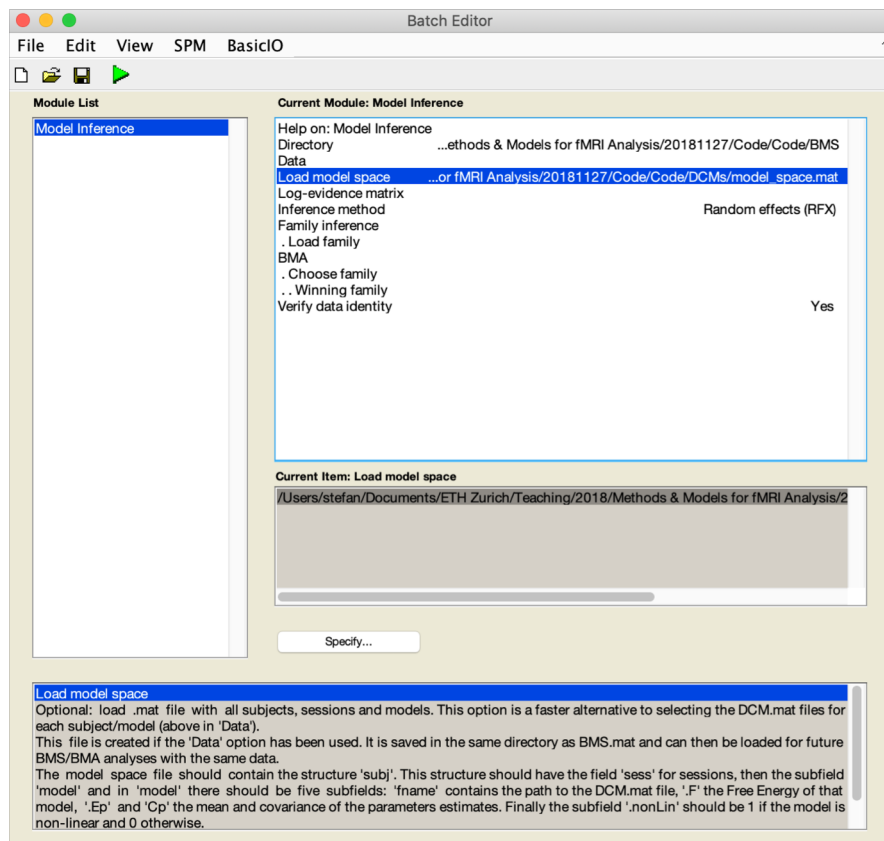 Batch Editor
File Edit View SPM BasicIO
Module List
Model Inference
Current Module: Model Inference
Help on: Model Inference
Directory ...ethods & Models for fMRI Analysis/20181127/Code/Code/BMS
Data
Load model space ...or fMRI Analysis/20181127/Code/Code/DCMs/model_space.mat
Log-evidence matrix
Inference method Random effects (RFX)
Family inference
. Load family
BMA
. Choose family
. . Winning family
Verify data identity Yes
Current Item: Load model space
/Users/stefan/Documents/ETH Zurich/Teaching/2018/Methods & Models for fMRI Analysis/2
Specify...
Load model space
Optional: load .mat file with all subjects, sessions and models. This option is a faster alternative to selecting the DCM.mat files for
each subject/model (above in 'Data').
This file is created if the 'Data' option has been used. It is saved in the same directory as BMS.mat and can then be loaded for future
BMS/BMA analyses with the same data.
The model space file should contain the structure 'subj'. This structure should have the field 'sess' for sessions, then the subfield
'model' and in 'model' there should be five subfields: 'fname' contains the path to the DCM.mat file, '.F' the Free Energy of that
model, '.Ep' and 'Cp' the mean and covariance of the parameters estimates. Finally the subfield '.nonLin' should be 1 if the model is
non-linear and 0 otherwise.